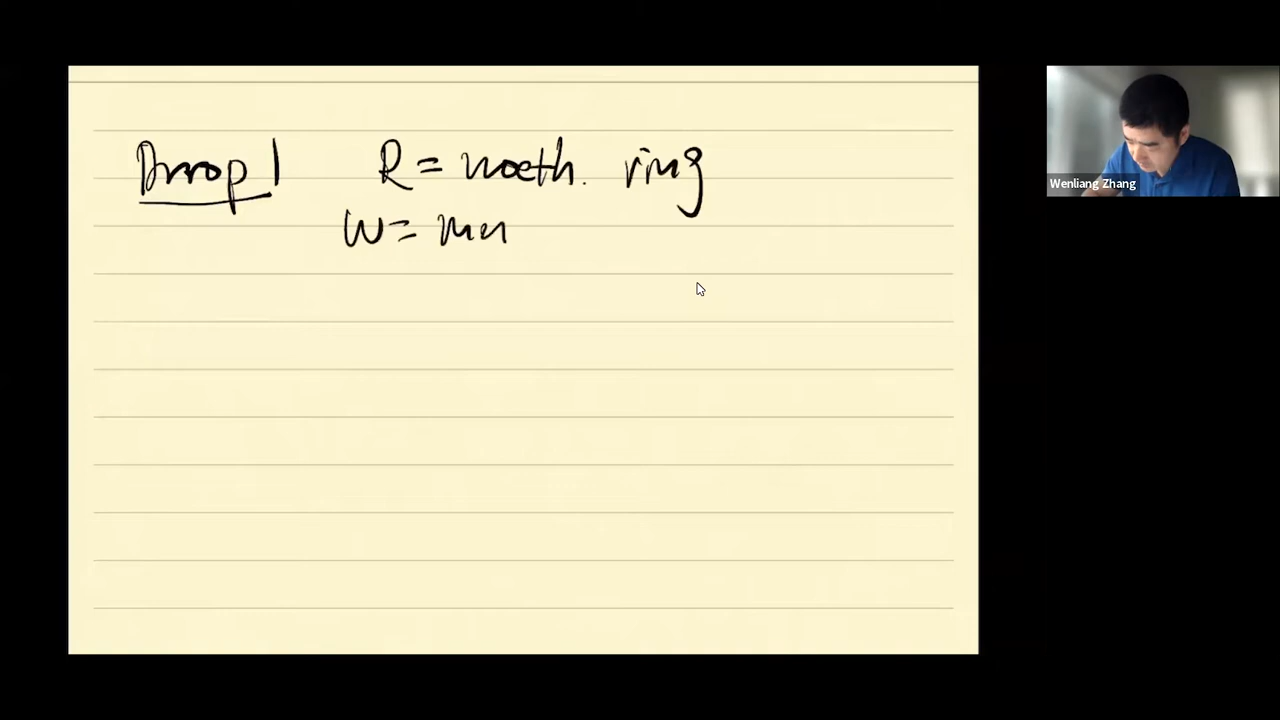 Prop 1 R = noeth. ring
W = mu
Wenliang Zhang